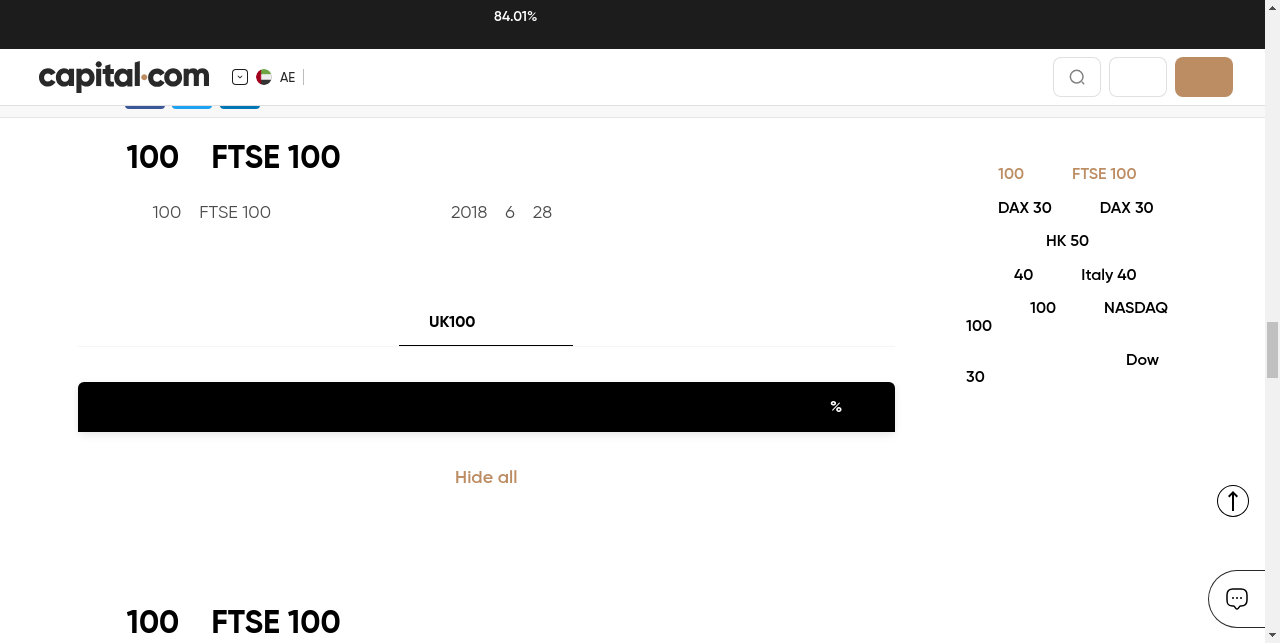 84.01%
capital.com
AE
100 FTSE 100
100 FTSE 100 2018 6 28
UK100
%
Hide all
100 FTSE 100
100 FTSE 100
DAX 30 DAX 30
HK 50
40 Italy 40
100 NASDAQ
100
Dow
30